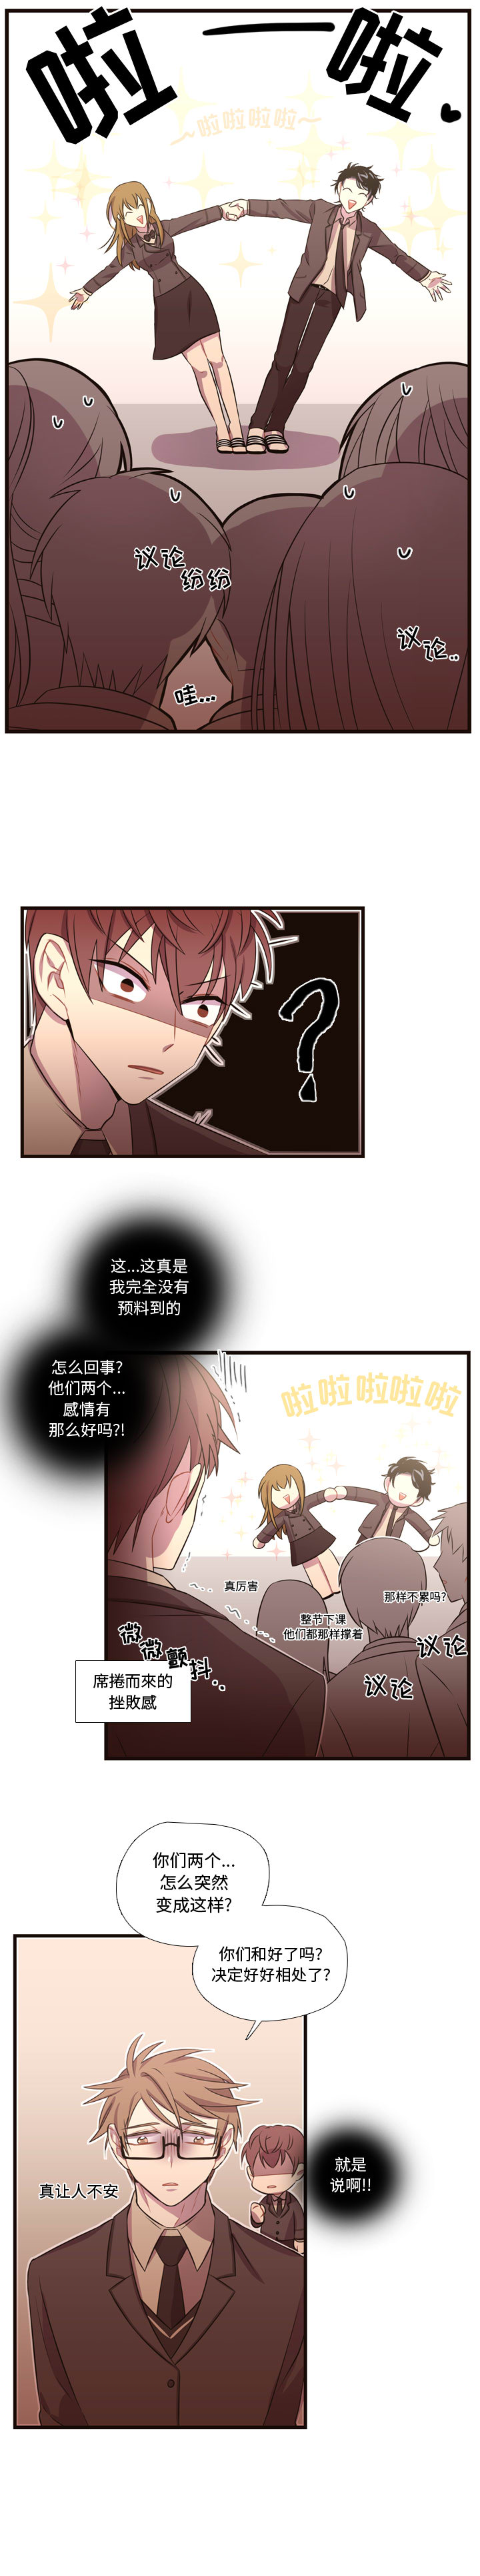 啦一啦
~啦啦啦啦~
议论
纷纷
议论..
哇...
?
这...这真是
我完全没有
预料到的
怎么回事?
他们两个...
感情有
那么好吗?!
啦啦啦啦啦
真厉害
那样不累吗?
整节下课
他们都那样撑着
议论
议论
微微颤抖..
席捲而來的
挫敗感
你们两个...
怎么突然
变成这样?
你们和好了吗?
决定好好相处了?
就是
说啊!!
真让人不安